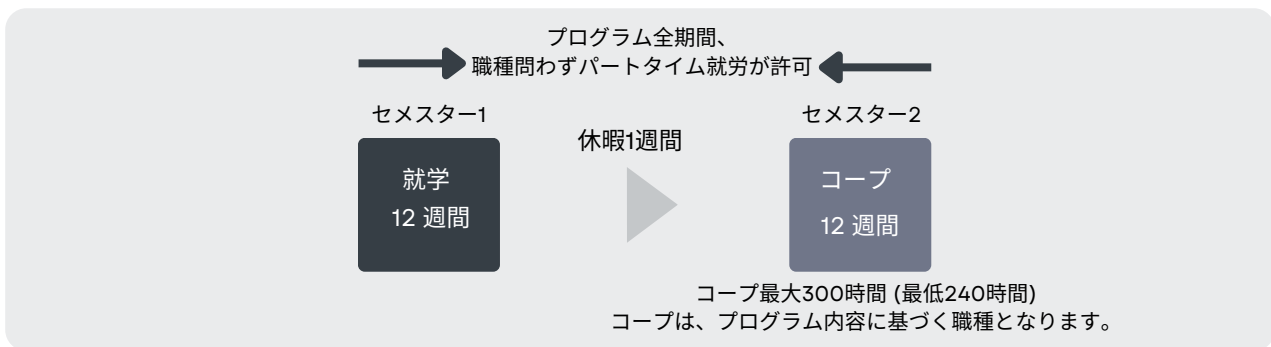 プログラム全期間、
職種問わずパートタイム就労が許可
セメスター1
就学
12 週間
休暇1週間
セメスター2
コープ
12 週間
コープ最大300時間 (最低240時間)
コープは、プログラム内容に基づく職種となります。